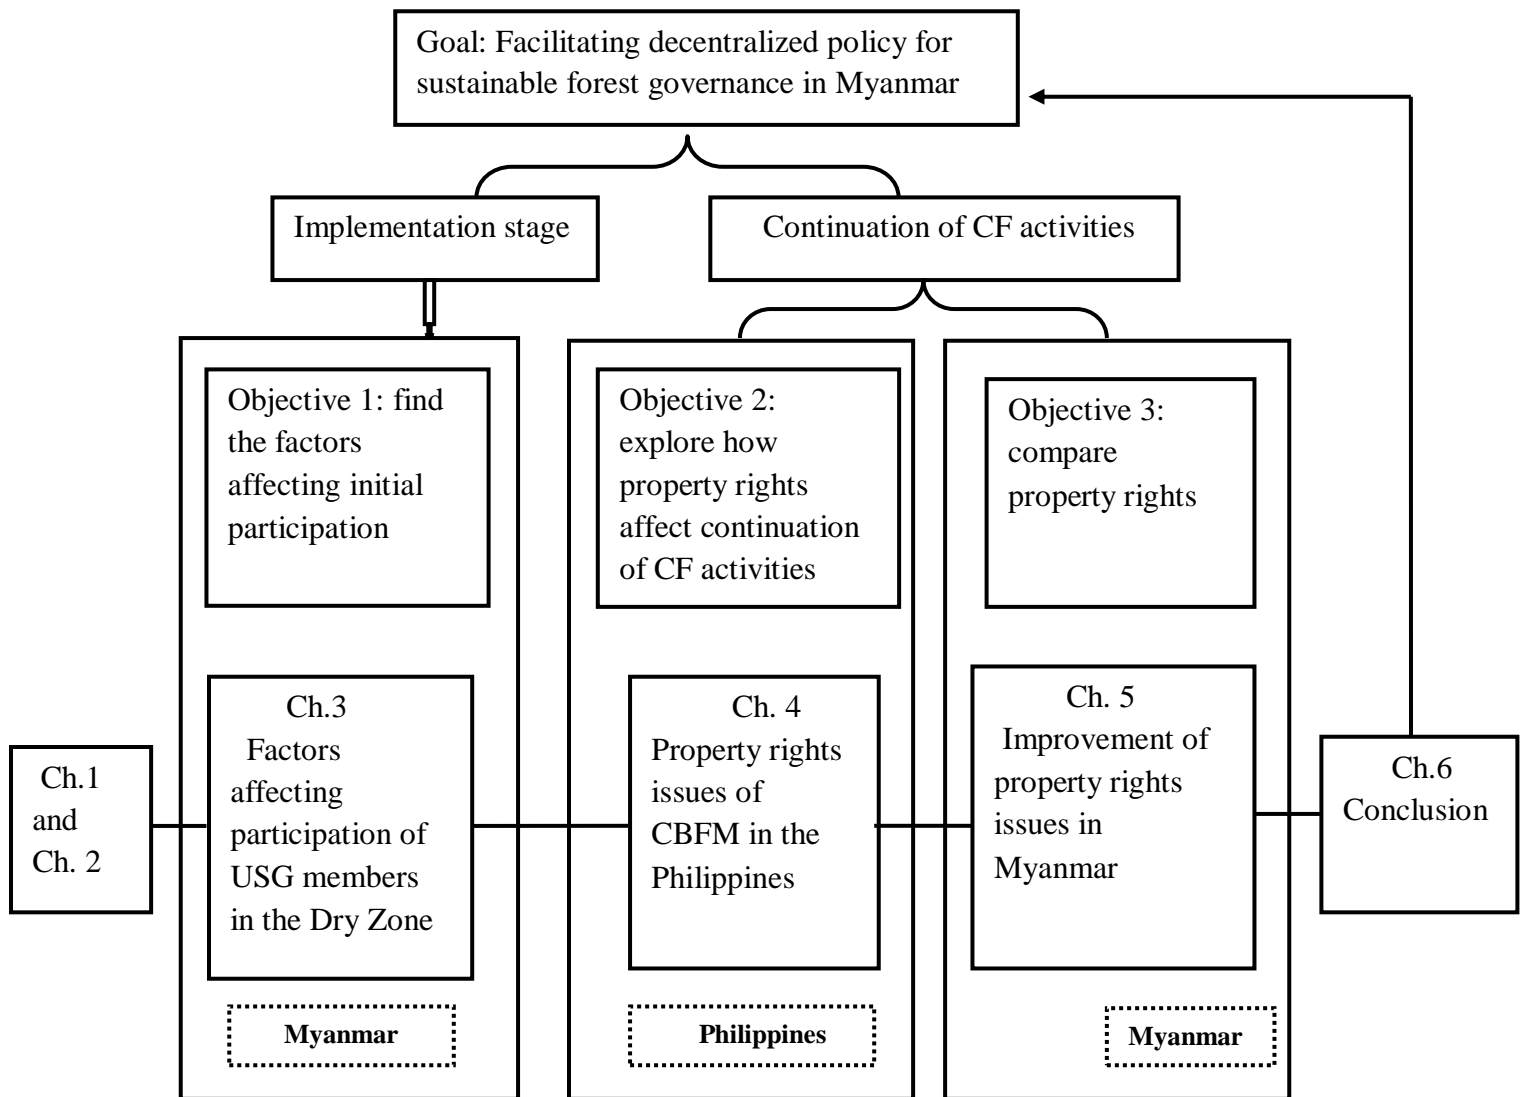 Goal: Facilitating decentralized policy for
sustainable forest governance in Myanmar
Implementation stage
Continuation of CF activities
Objective 1: find
the factors
affecting initial
participation
Objective 2:
explore how
property rights
affect continuation
of CF activities
Objective 3:
compare
property rights
Ch.1
and
Ch. 2
Ch.3
Factors
affecting
participation of
USG members
in the Dry Zone
Ch. 4
Property rights
issues of
CBFM in the
Philippines
Ch. 5
Improvement of
property rights
issues in
Myanmar
Ch.6
Conclusion
Myanmar
Philippines
Myanmar